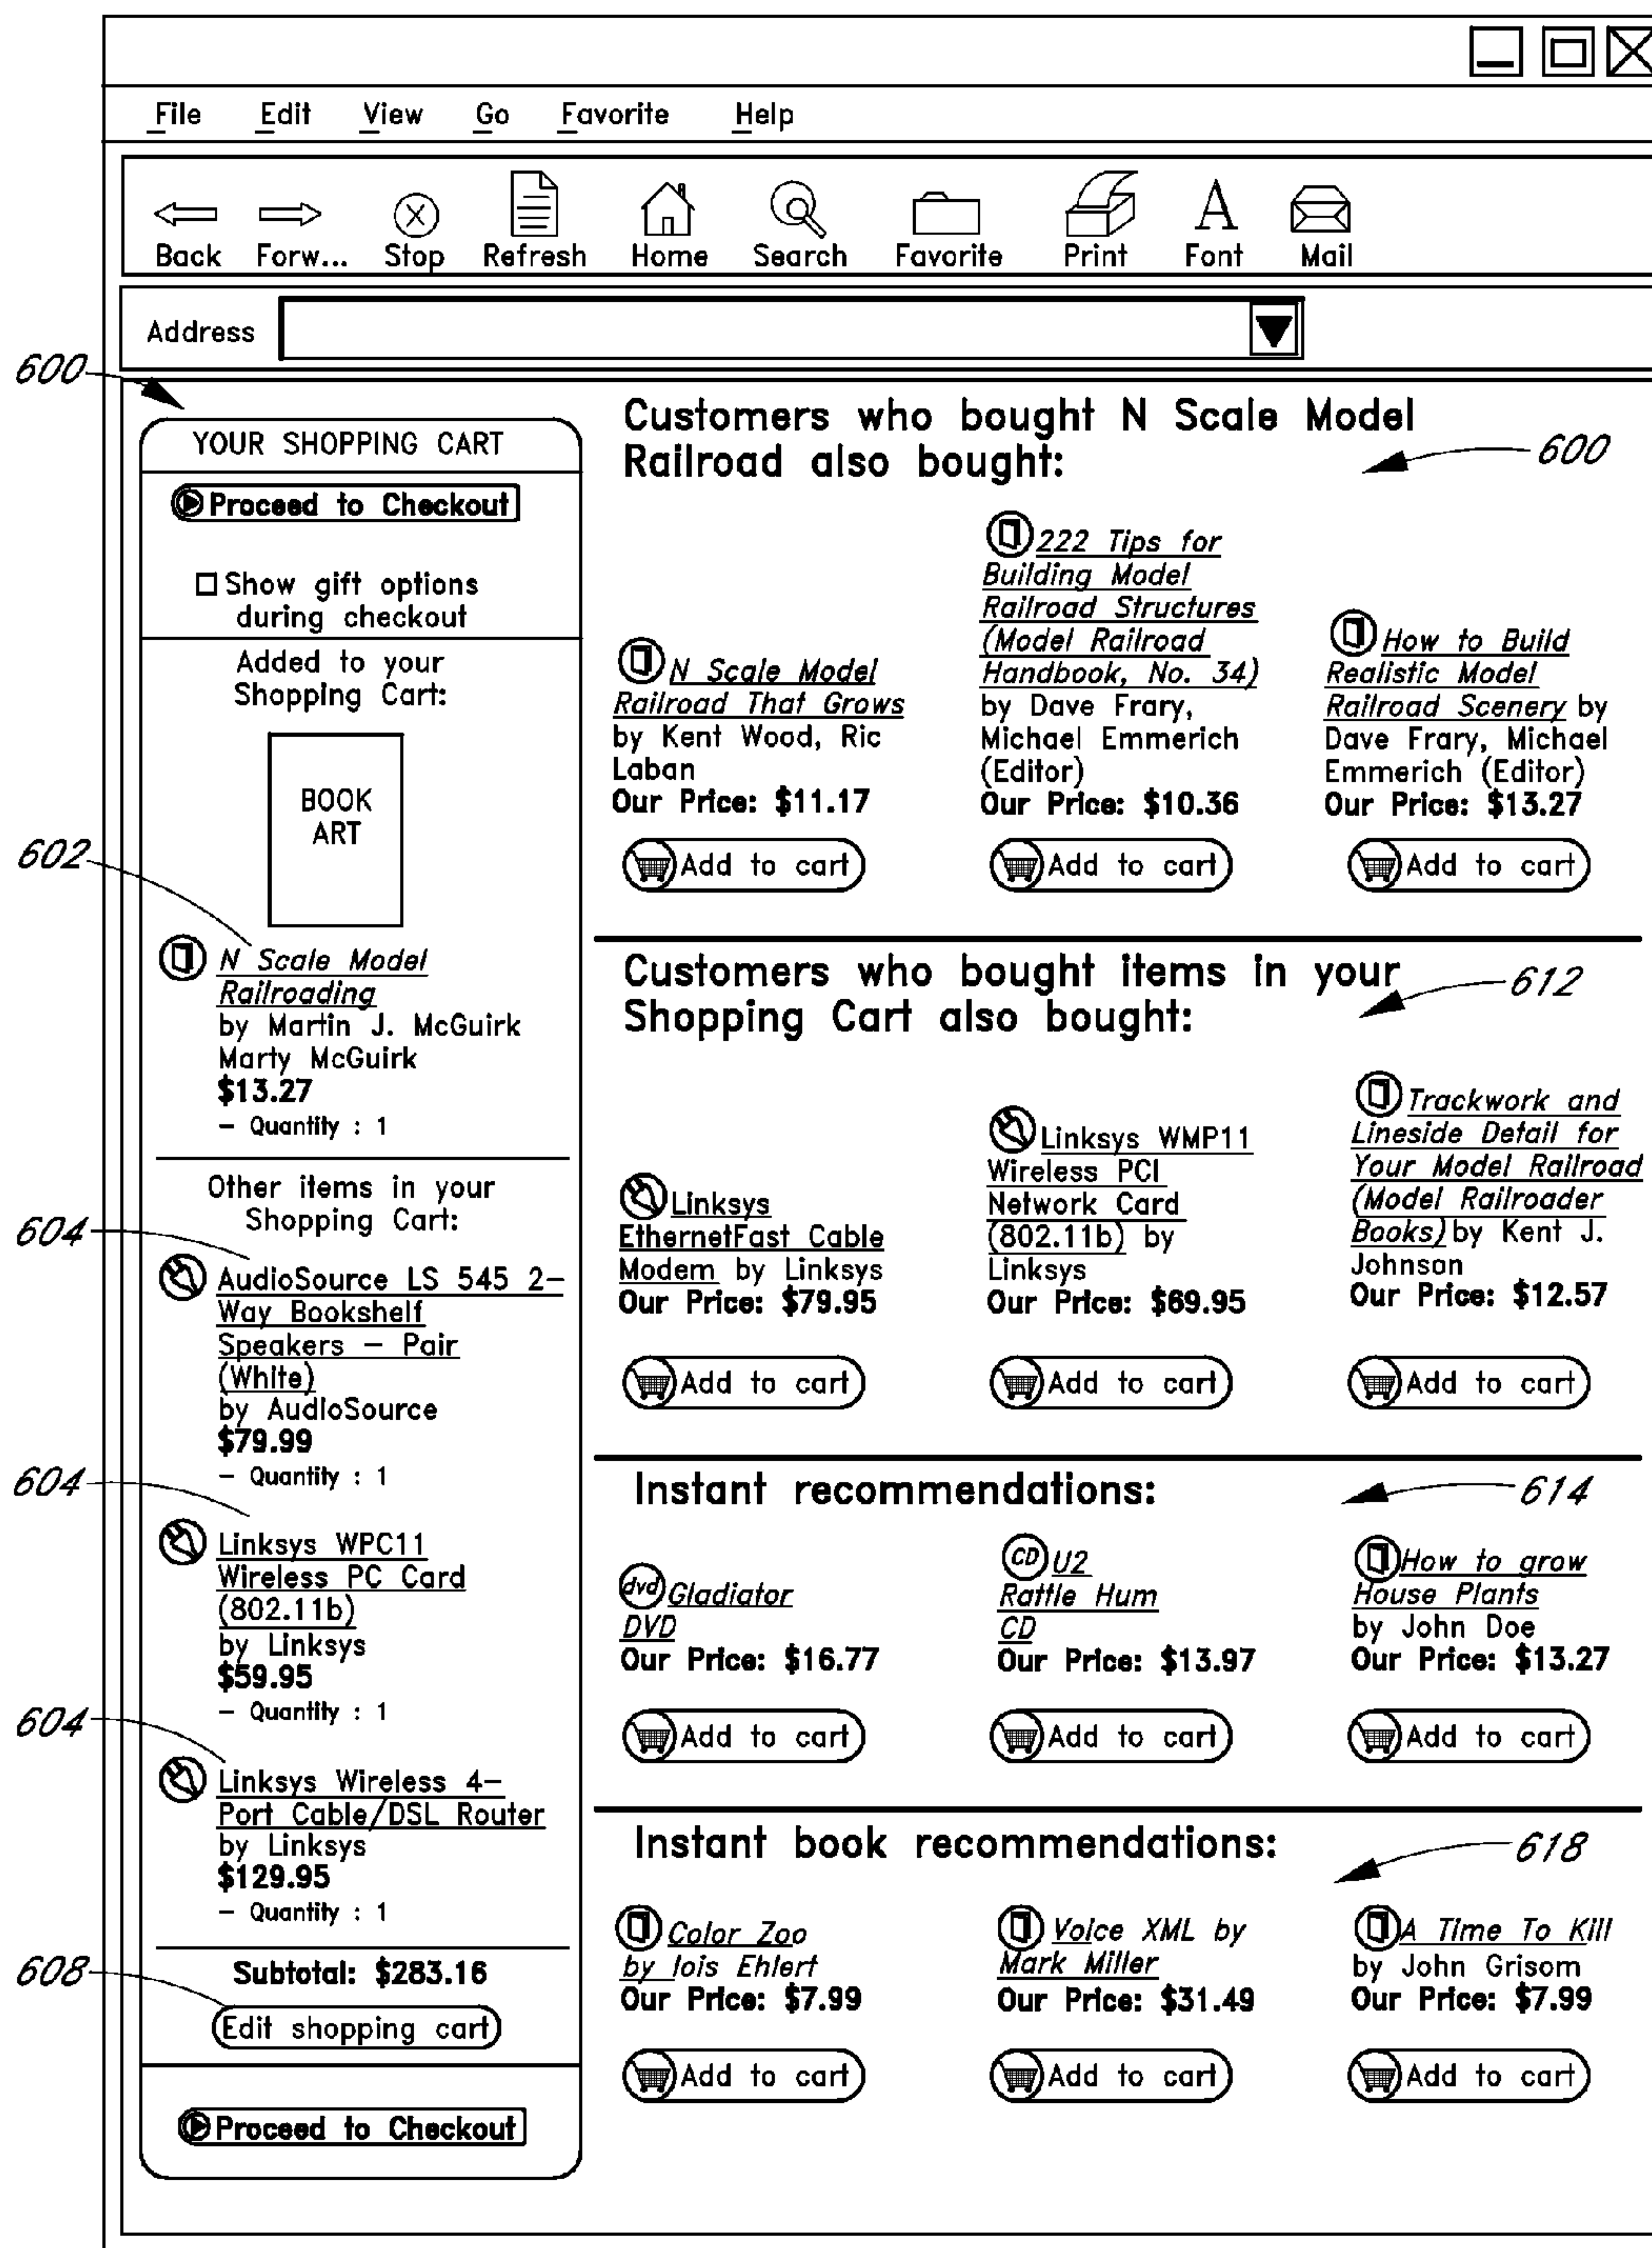 File Edit View Go Favorite Help
Back Forw... Stop Refresh Home Search Favorite Print Font Mail
Address
600
YOUR SHOPPING CART
Proceed to Checkout
Show gift options
during checkout
Added to your
Shopping Cart:
BOOK
ART
602
N Scale Model
Railroading
by Martin J. McGuirk
Marty McGuirk
$13.27
– Quantity : 1
Other items in your
Shopping Cart:
604
AudioSource LS 545 2–
Way Bookshelf
Speakers – Pair
(White)
by AudioSource
$79.99
– Quantity : 1
604
Linksys WPC11
Wireless PC Card
(802.11b)
by Linksys
$59.95
– Quantity : 1
604
Linksys Wireless 4–
Port Cable/DSL Router
by Linksys
$129.95
– Quantity : 1
Subtotal: $283.16
608
Edit shopping cart
Proceed to Checkout
Customers who bought N Scale Model
Railroad also bought:
600
N Scale Model
Railroad That Grows
by Kent Wood, Ric
Laban
Our Price: $11.17
Add to cart
222 Tips for
Building Model
Railroad Structures
(Model Railroad
Handbook, No. 34)
by Dave Frary,
Michael Emmerich
(Editor)
Our Price: $10.36
Add to cart
How to Build
Realistic Model
Railroad Scenery by
Dave Frary, Michael
Emmerich (Editor)
Our Price: $13.27
Add to cart
Customers who bought items in your
Shopping Cart also bought:
612
Linksys
EthernetFast Cable
Modem by Linksys
Our Price: $79.95
Add to cart
Linksys WMP11
Wireless PCI
Network Card
(802.11b) by
Linksys
Our Price: $69.95
Add to cart
Trackwork and
Lineside Detail for
Your Model Railroad
(Model Railroader
Books) by Kent J.
Johnson
Our Price: $12.57
Add to cart
Instant recommendations:
614
dvd Gladiator
DVD
Our Price: $16.77
Add to cart
CD U2
Rattle Hum
CD
Our Price: $13.97
Add to cart
How to grow
House Plants
by John Doe
Our Price: $13.27
Add to cart
Instant book recommendations:
618
Color Zoo
by lois Ehlert
Our Price: $7.99
Add to cart
Voice XML by
Mark Miller
Our Price: $31.49
Add to cart
A Time To Kill
by John Grisom
Our Price: $7.99
Add to cart